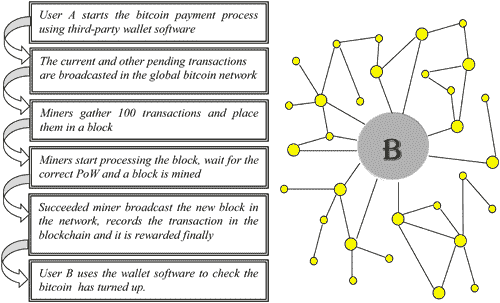 User A starts the bitcoin payment process
using third-party wallet software
The current and other pending transactions
are broadcasted in the global bitcoin network
Miners gather 100 transactions and place
them in a block
Miners start processing the block, wait for the
correct PoW and a block is mined
Succeeded miner broadcast the new block in
the network, records the transaction in the
blockchain and it is rewarded finally
User B uses the wallet software to check the
bitcoin has turned up.
B